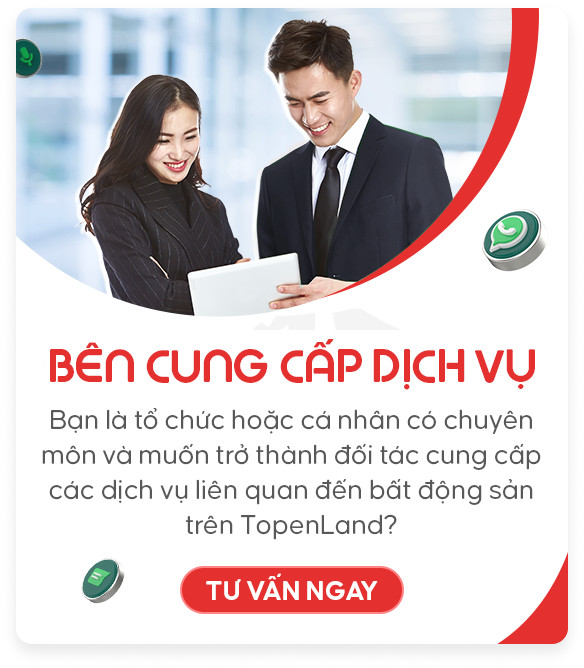 BÊN CUNG CẤP DỊCH VỤ
Bạn là tổ chức hoặc cá nhân có chuyên
môn và muốn trở thành đối tác cung cấp
các dịch vụ liên quan đến bất động sản
trên TopenLand?
TƯ VẤN NGAY